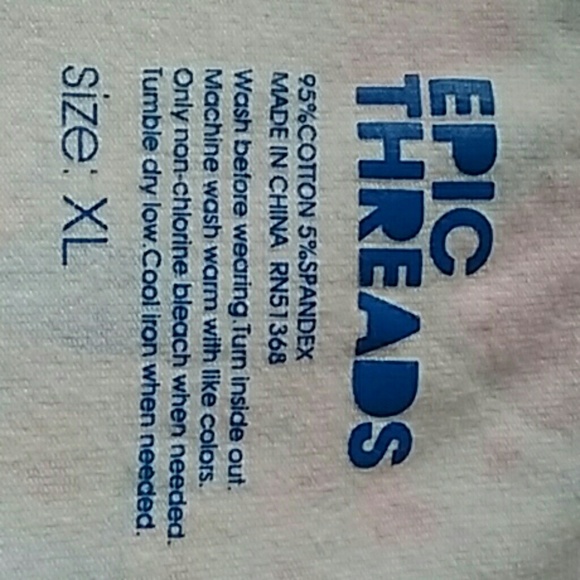 EPIC
THREADS
95%COTTON 5%SPANDEX
MADE IN CHINA RN51368
Wash before wearing.Turn inside out.
Machine wash warm with like colors.
Only non-chlorine bleach when needed.
Tumble dry low.Cool iron when needed.
size: XL